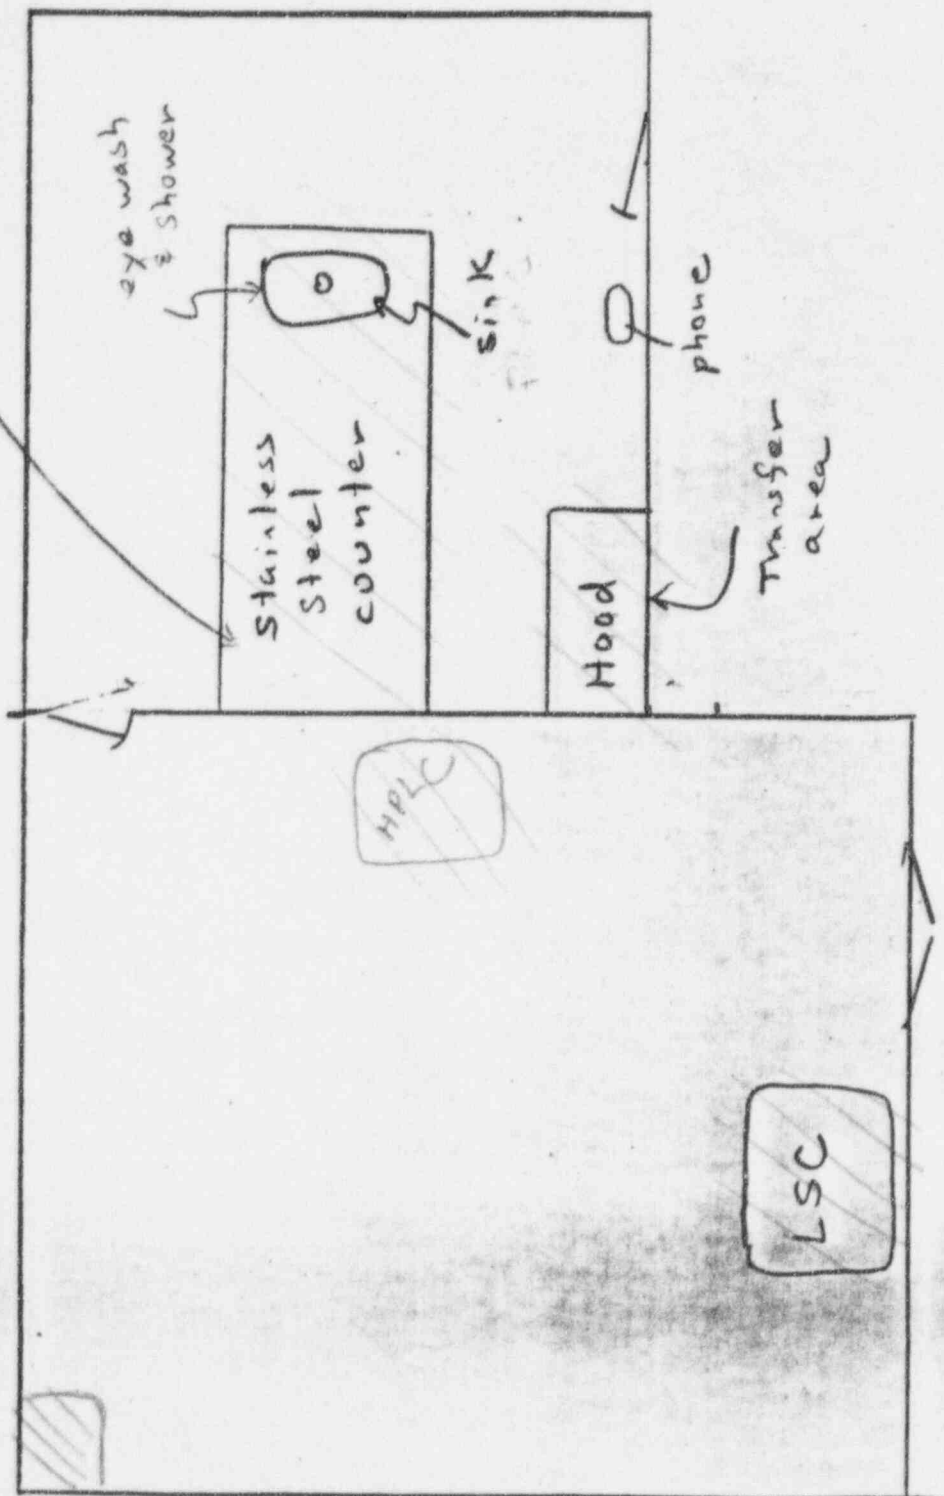 eye wash
& shower
sink
Stainless
Steel
counter
phone
Hood
Transfer
area
HPLC
LSC